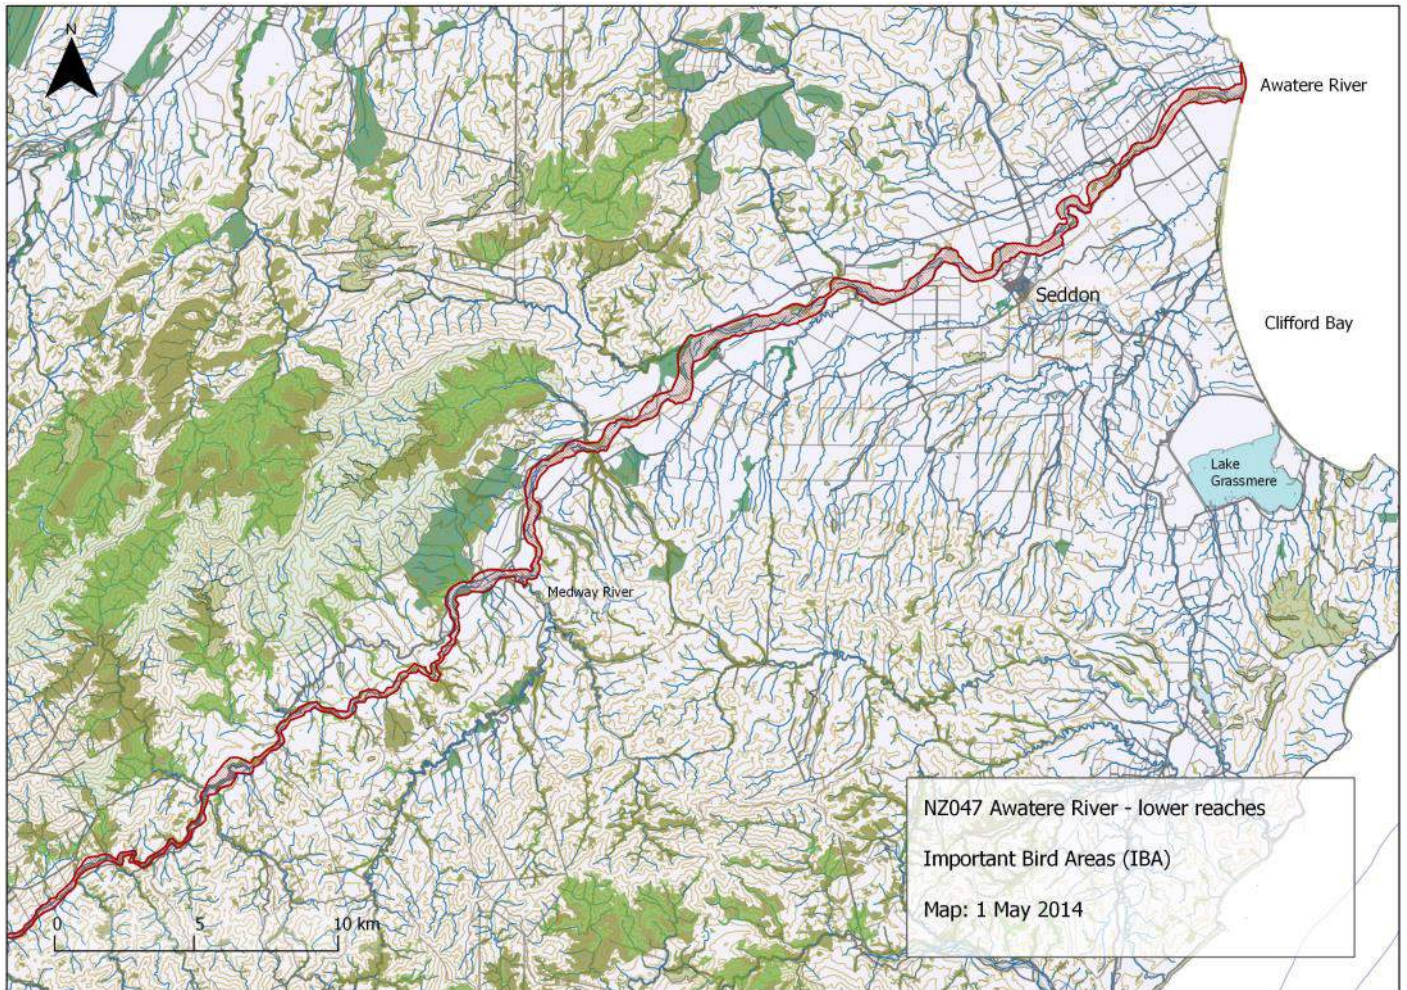 N
Awatere River
Seddon
Clifford Bay
Lake
Grassmere
Medway River
NZ047 Awatere River - lower reaches
Important Bird Areas (IBA)
Map: 1 May 2014
0 5 10 km